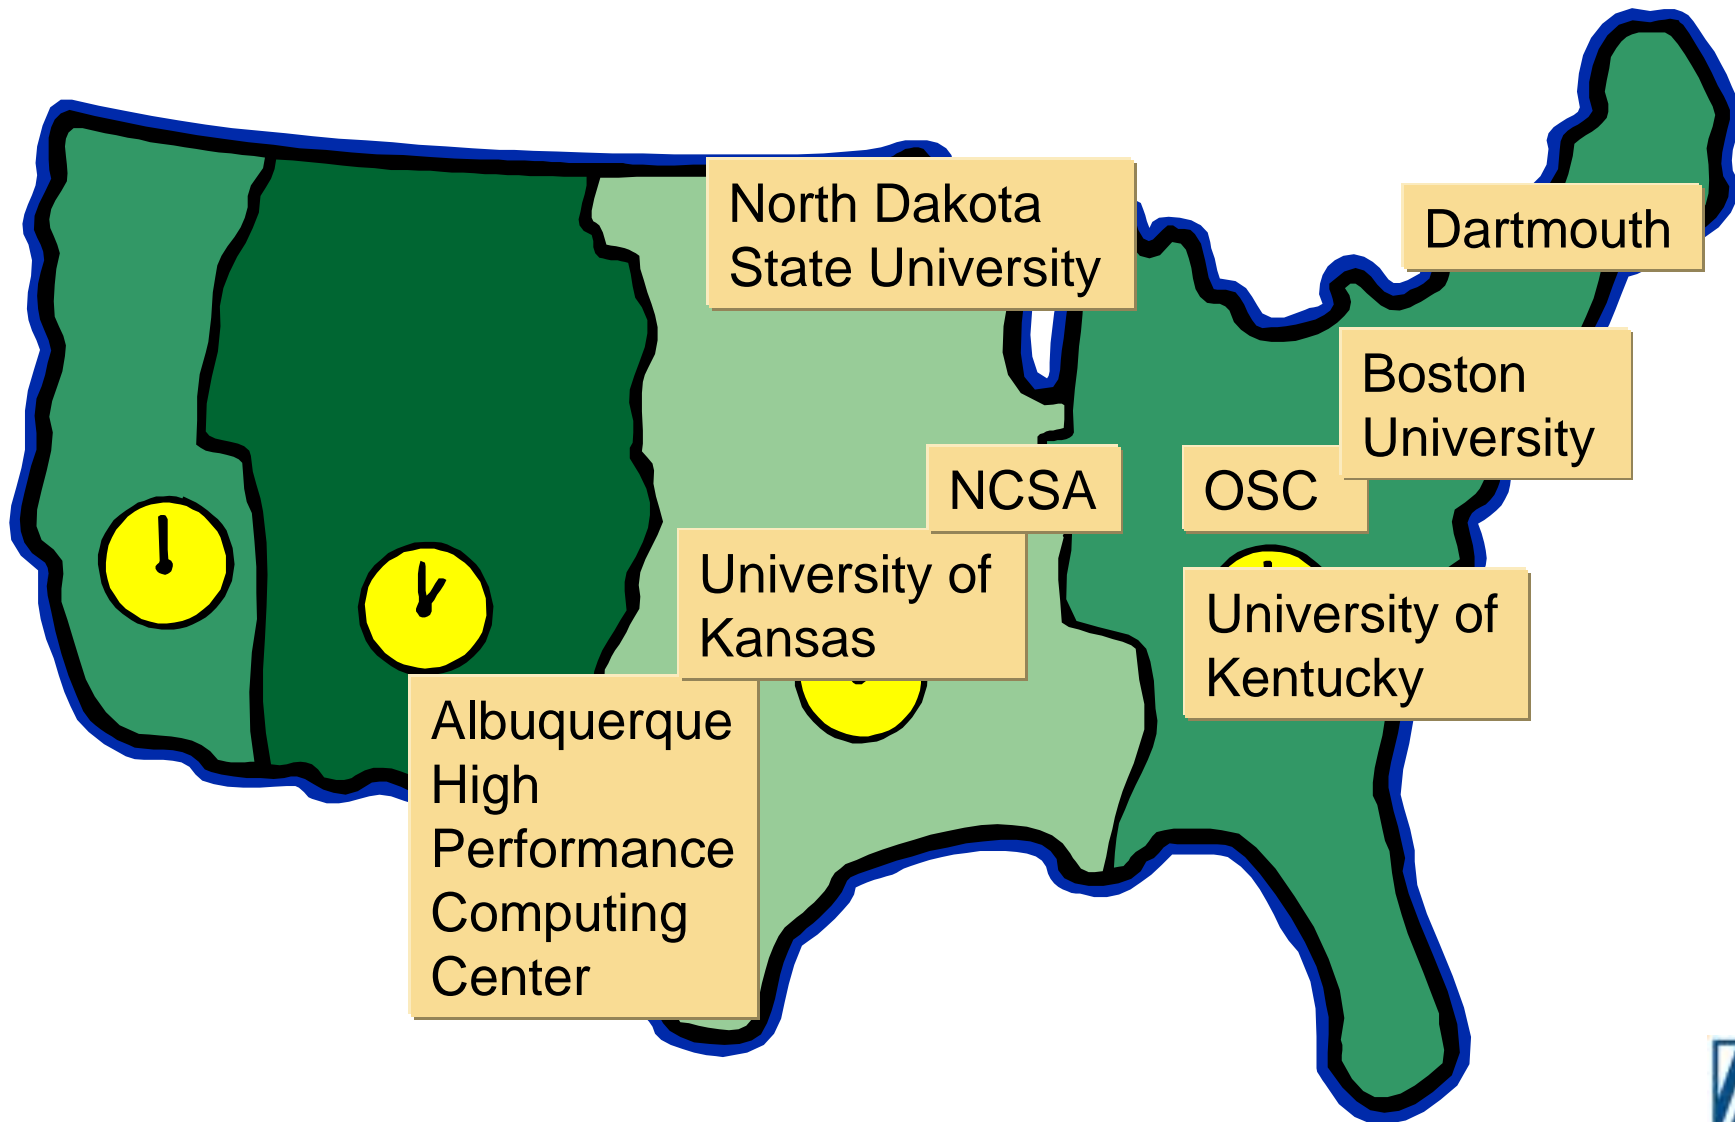 North Dakota
State University
Dartmouth
Boston
University
NCSA
OSC
University of
Kansas
University of
Kentucky
Albuquerque
High
Performance
Computing
Center